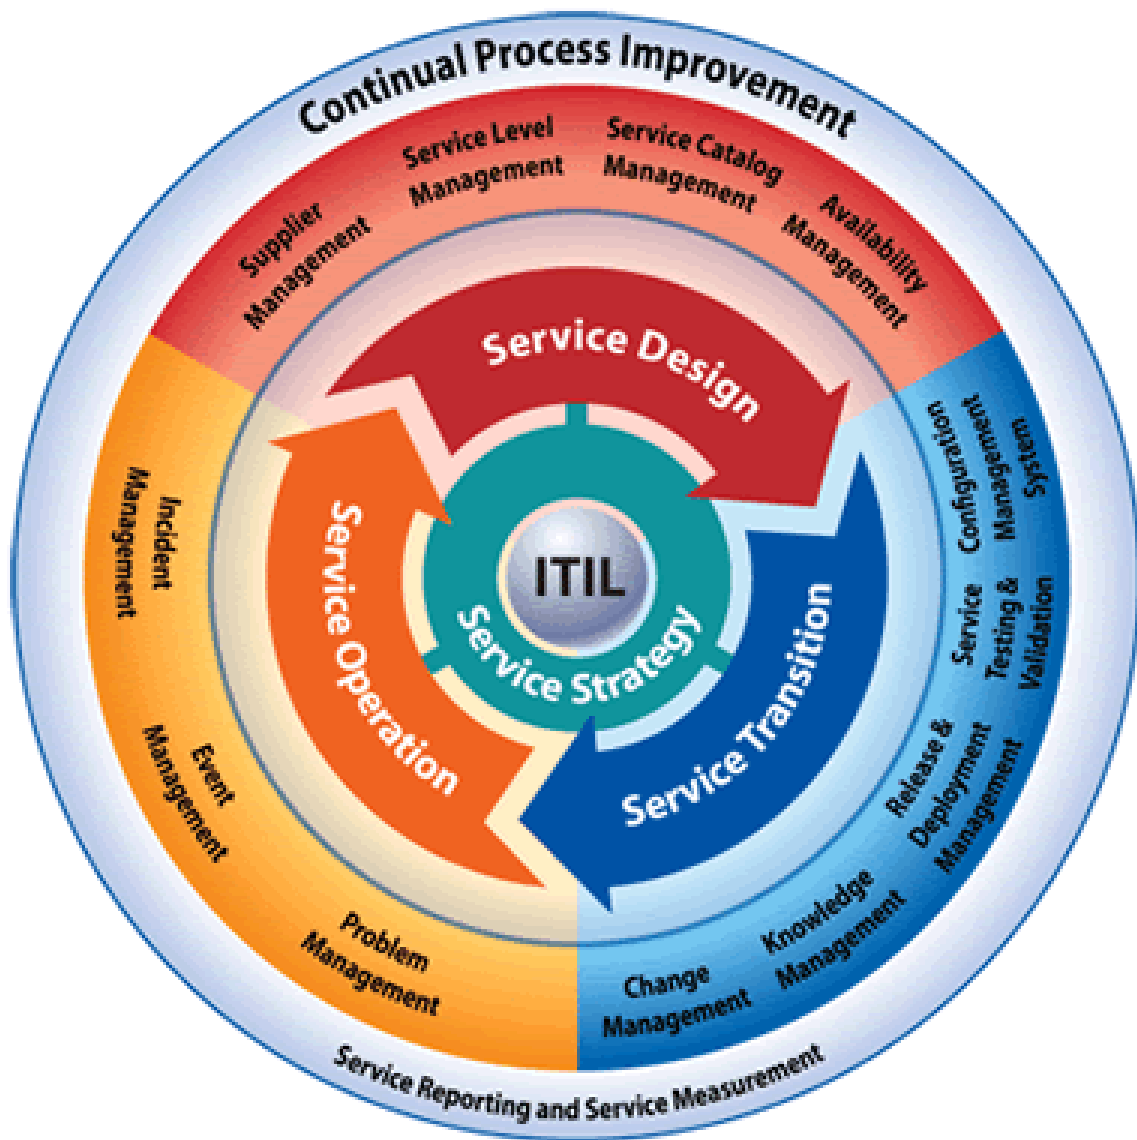 Continual Process Improvement
Supplier
Management
Service Level
Management
Service Catalog
Management
Availability
Management
Configuration
Management
System
Service
Testing &
Validation
Release &
Deployment
Management
Knowledge
Management
Change
Management
Problem
Management
Event
Management
Incident
Management
Service Design
Service Transition
Service Operation
Service Strategy
ITIL
Service Reporting and Service Measurement